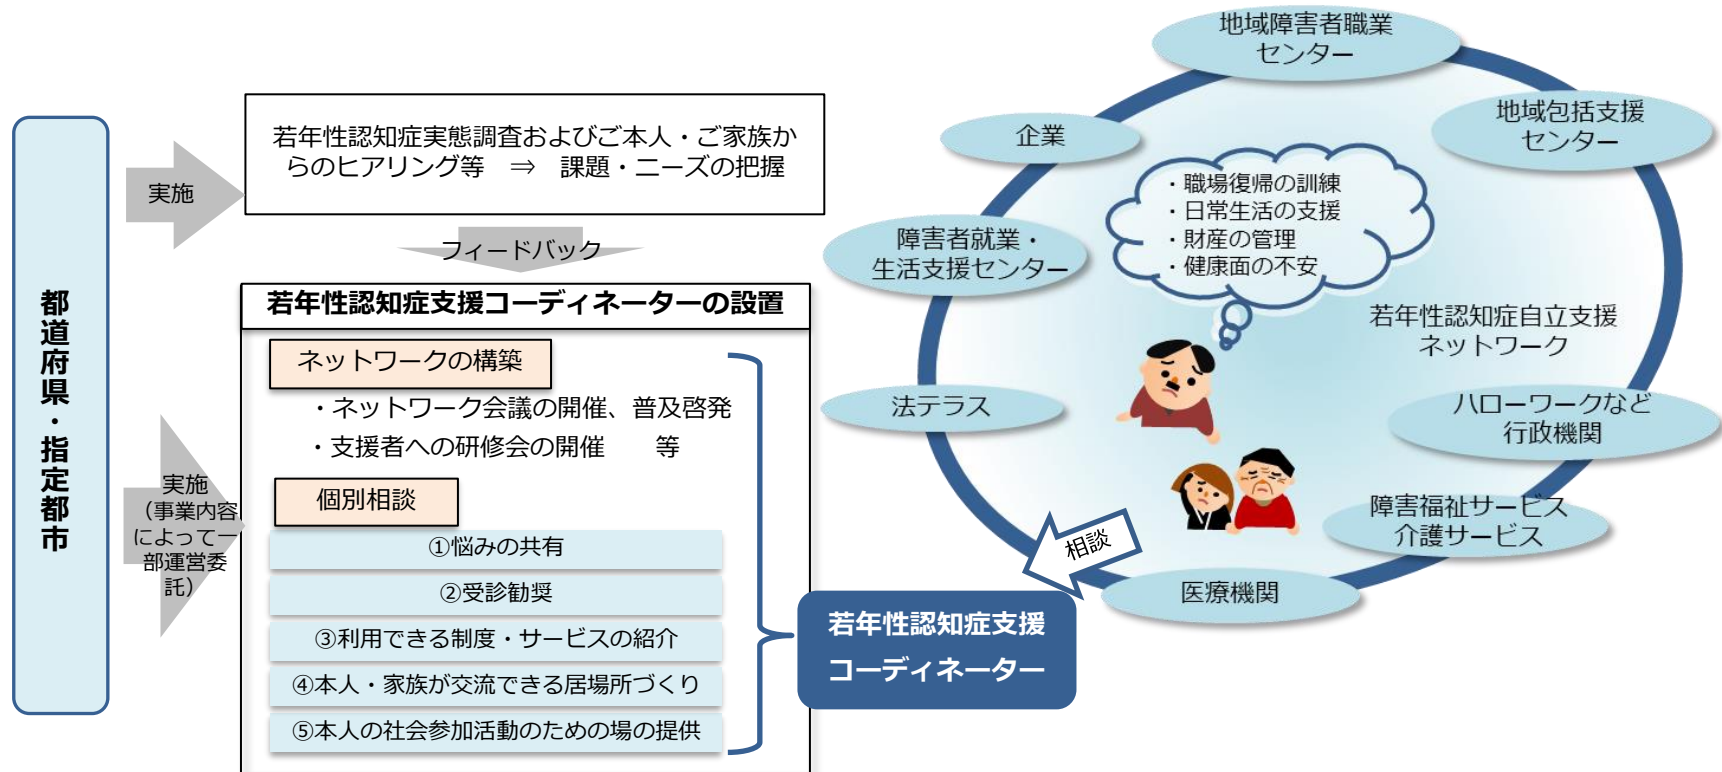 都道府県・指定都市
実施
若年性認知症実態調査およびご本人・ご家族か
らのヒアリング等　⇒　課題・ニーズの把握
フィードバック
実施
（事業内容
によって一
部運営委
託）
若年性認知症支援コーディネーターの設置
ネットワークの構築
・ネットワーク会議の開催、普及啓発
・支援者への研修会の開催　　等
個別相談
①悩みの共有
②受診勧奨
③利用できる制度・サービスの紹介
④本人・家族が交流できる居場所づくり
⑤本人の社会参加活動のための場の提供
若年性認知症支援
コーディネーター
相談
地域障害者職業
センター
地域包括支援
センター
企業
・職場復帰の訓練
・日常生活の支援
・財産の管理
・健康面の不安
障害者就業・
生活支援センター
若年性認知症自立支援
ネットワーク
法テラス
ハローワークなど
行政機関
障害福祉サービス
介護サービス
医療機関